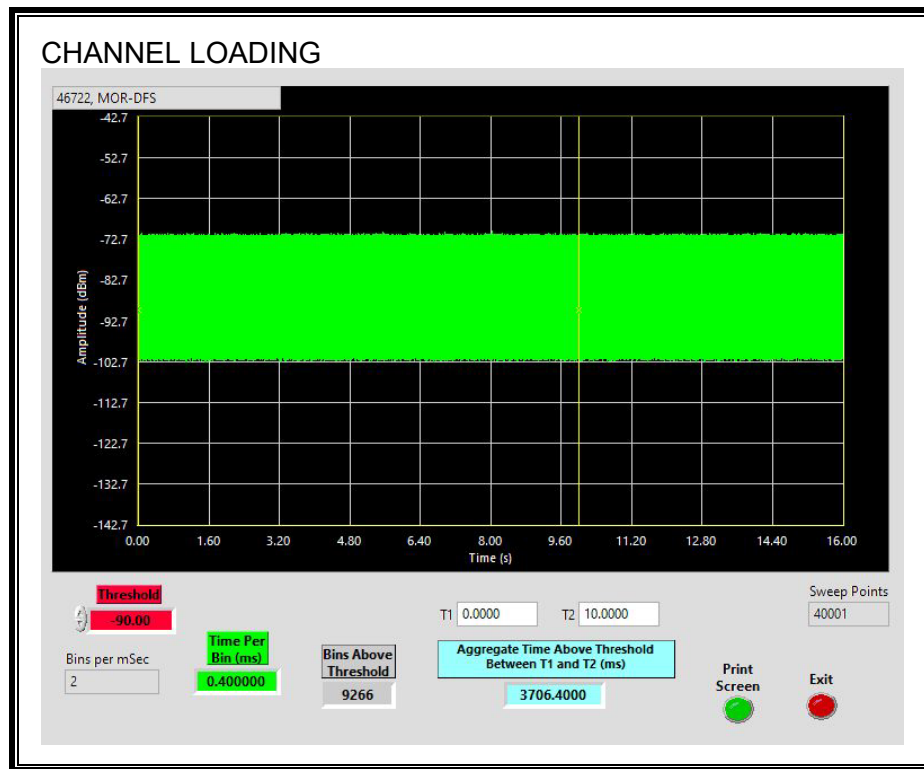 CHANNEL LOADING
46722, MOR-DFS
-42.7
-52.7
-62.7
-72.7
-82.7
-92.7
-102.7
-112.7
-122.7
-132.7
-142.7
Amplitude (dBm)
0.00 1.60 3.20 4.80 6.40 8.00 9.60 11.20 12.80 14.40 16.00
Time (s)
Threshold
-90.00
Bins per mSec
2
Time Per
Bin (ms)
0.400000
Bins Above
Threshold
9266
T1 0.0000 T2 10.0000
Aggregate Time Above Threshold
Between T1 and T2 (ms)
3706.4000
Sweep Points
40001
Print
Screen
Exit